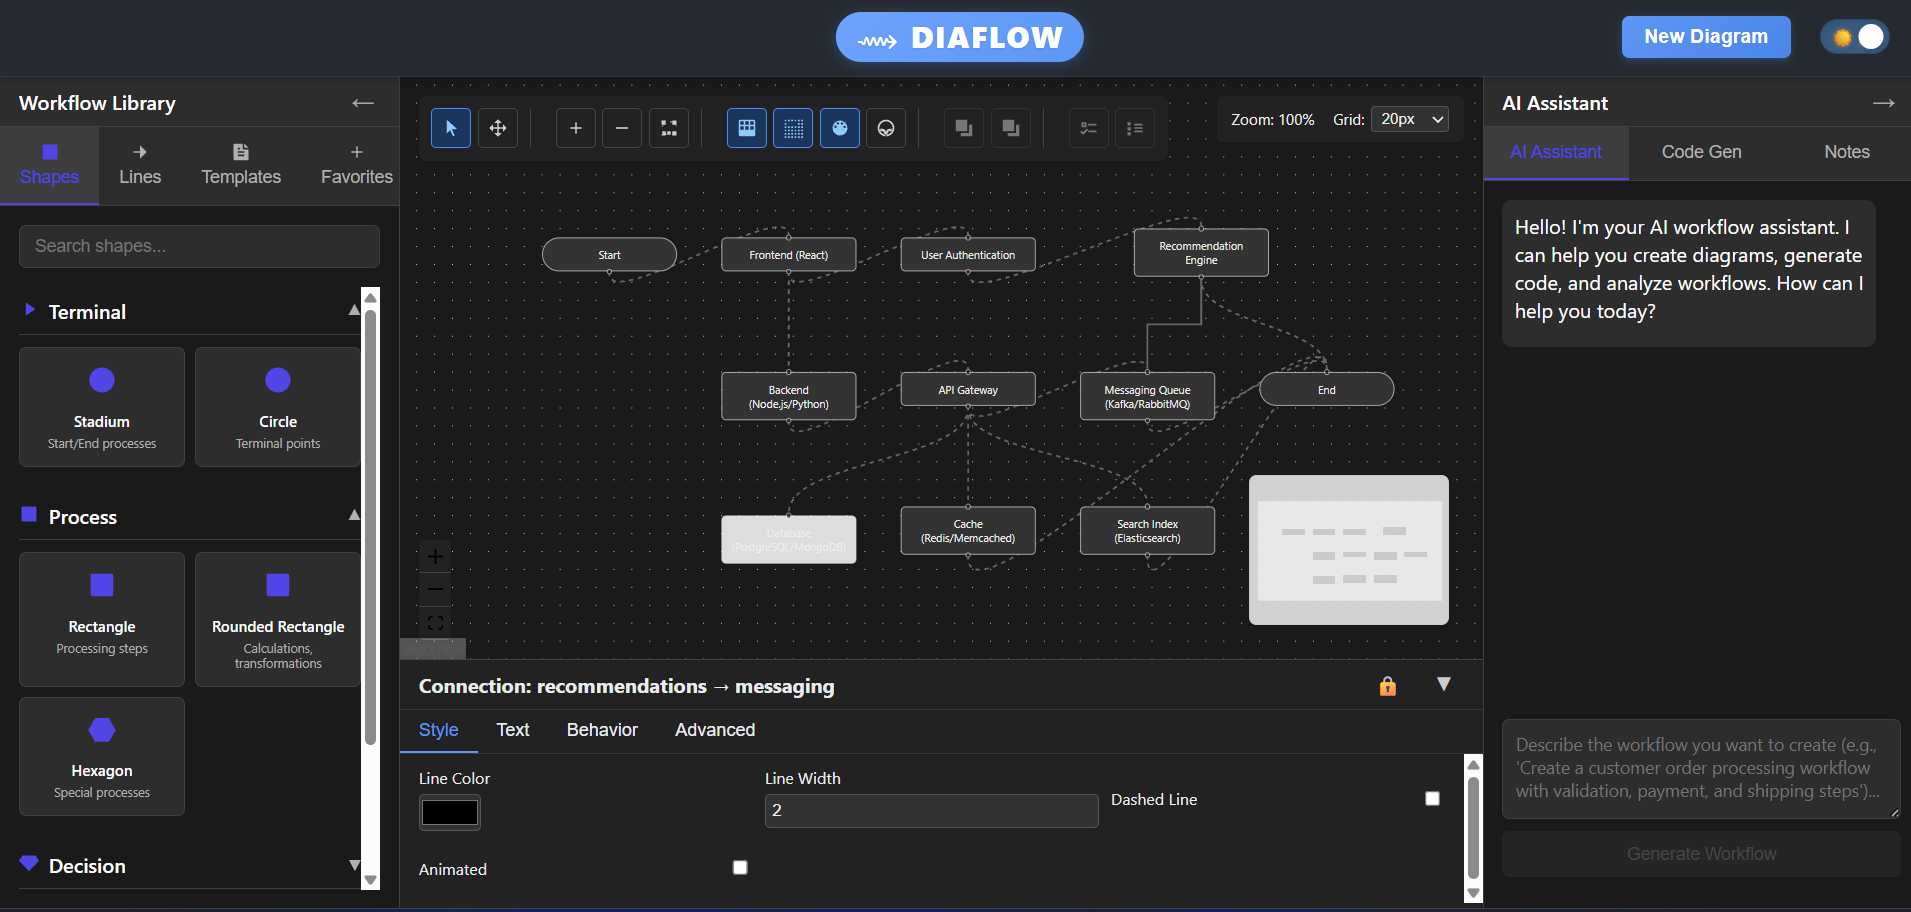 DIAFLOW
New Diagram
Workflow Library
Shapes
Lines
Templates
Favorites
Search shapes...
Terminal
Stadium
Start/End processes
Circle
Terminal points
Process
Rectangle
Processing steps
Rounded Rectangle
Calculations,
transformations
Hexagon
Special processes
Decision
Zoom: 100%
Grid: 20px
Start
Frontend (React)
User Authentication
Recommendation
Engine
Backend
(Node.js/Python)
API Gateway
Messaging Queue
(Kafka/RabbitMQ)
End
Database
(PostgreSQL/MongoDB)
Cache
(Redis/Memcached)
Search Index
(Elasticsearch)
Connection: recommendations → messaging
Style
Text
Behavior
Advanced
Line Color
Line Width
2
Dashed Line
Animated
AI Assistant
AI Assistant
Code Gen
Notes
Hello! I'm your AI workflow assistant. I
can help you create diagrams, generate
code, and analyze workflows. How can I
help you today?
Describe the workflow you want to create (e.g.,
'Create a customer order processing workflow
with validation, payment, and shipping steps')...
Generate Workflow